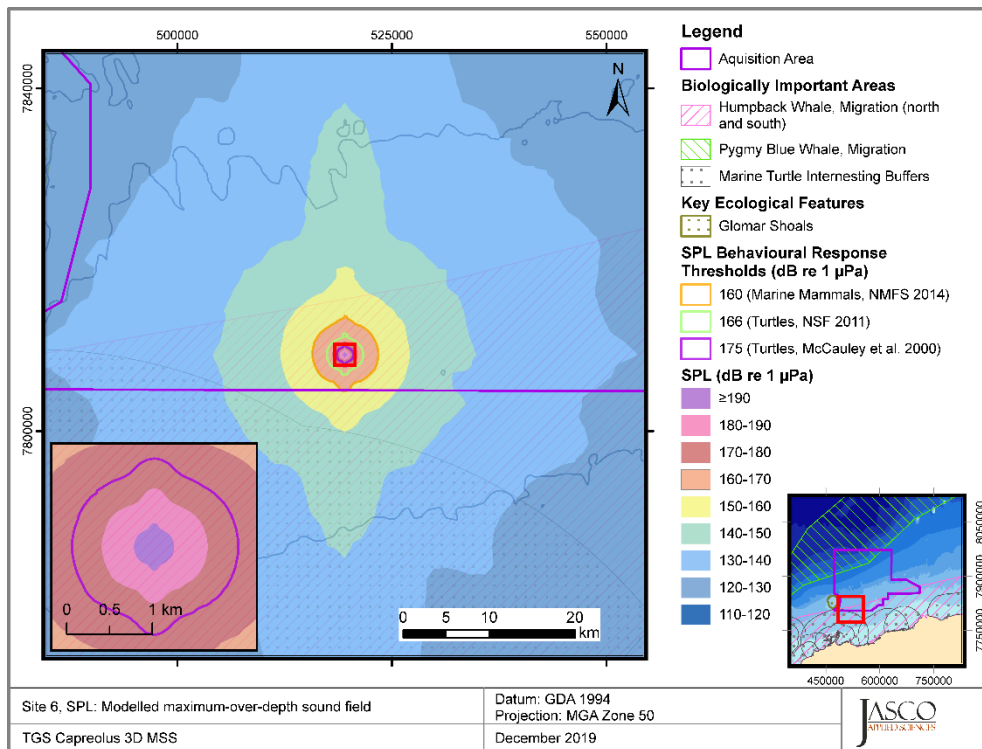 500000 525000 550000
7840000
7800000
N
0 0.5 1 km
0 5 10 20
km
Legend
Aquisition Area
Biologically Important Areas
Humpback Whale, Migration (north
and south)
Pygmy Blue Whale, Migration
Marine Turtle Internesting Buffers
Key Ecological Features
Glomar Shoals
SPL Behavioural Response
Thresholds (dB re 1 µPa)
160 (Marine Mammals, NMFS 2014)
166 (Turtles, NSF 2011)
175 (Turtles, McCauley et al. 2000)
SPL (dB re 1 µPa)
≥190
180-190
170-180
160-170
150-160
140-150
130-140
120-130
110-120
8050000
7900000
7750000
450000 600000 750000
Site 6, SPL: Modelled maximum-over-depth sound field
Datum: GDA 1994
Projection: MGA Zone 50
TGS Capreolus 3D MSS
December 2019
JASCO
APPLIED SCIENCES